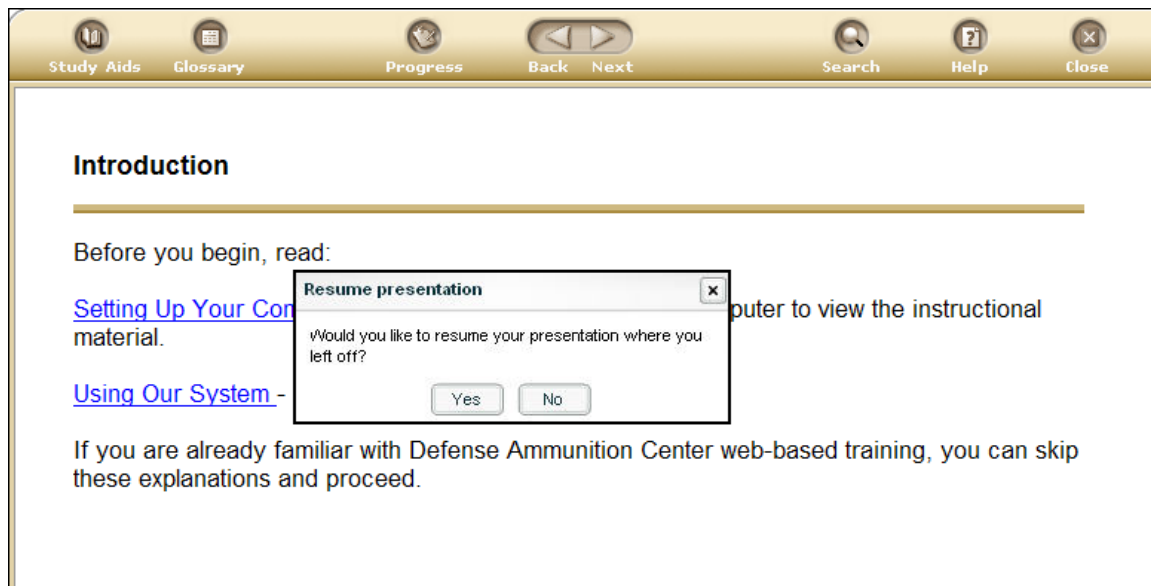 Study Aids Glossary Progress Back Next Search Help Close
Introduction
Before you begin, read:
Setting Up Your Com puter to view the instructional
material.
Using Our System -
If you are already familiar with Defense Ammunition Center web-based training, you can skip
these explanations and proceed.
Resume presentation
Would you like to resume your presentation where you
left off?
Yes No